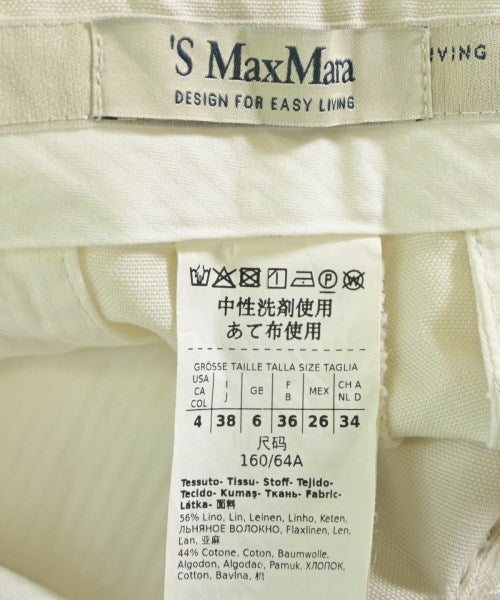 'S MaxMara
DESIGN FOR EASY LIVING
IVING
中性洗剤使用
あて布使用
GRÖSSE TAILLE TALLA SIZE TAGLIA
USA CA COL | I J | GB | F B | MEX | CH A NL D
4 | 38 | 6 | 36 | 26 | 34
尺码
160/64A
Tessuto- Tissu- Stoff- Tejido-
Tecido- Kumaş- Ткань- Fabric-
Látka- 面料
56% Lino, Lin, Leinen, Linho, Keten,
ЛЬНЯНОЕ ВОЛОКНО, Flaxlinen, Len,
Ľan, 亚麻
44% Cotone, Coton, Baumwolle,
Algodon, Algodao, Pamuk, ХЛОПОК,
Cotton, Bavlna, 棉